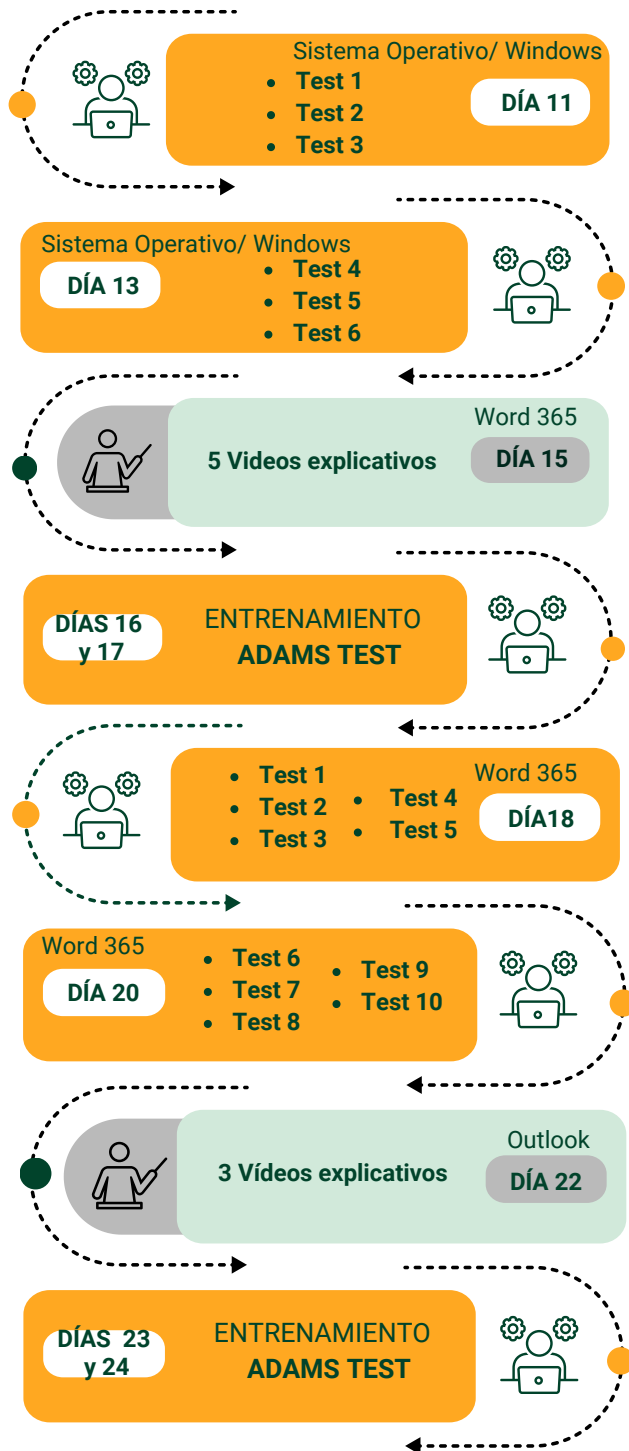 Sistema Operativo/ Windows
• Test 1
• Test 2
• Test 3
DÍA 11
Sistema Operativo/ Windows
DÍA 13
• Test 4
• Test 5
• Test 6
Word 365
5 Videos explicativos
DÍA 15
DÍAS 16
y 17
ENTRENAMIENTO
ADAMS TEST
Word 365
• Test 1
• Test 2
• Test 3
• Test 4
• Test 5
DÍA18
Word 365
DÍA 20
• Test 6
• Test 7
• Test 8
• Test 9
• Test 10
Outlook
3 Vídeos explicativos
DÍA 22
DÍAS 23
y 24
ENTRENAMIENTO
ADAMS TEST